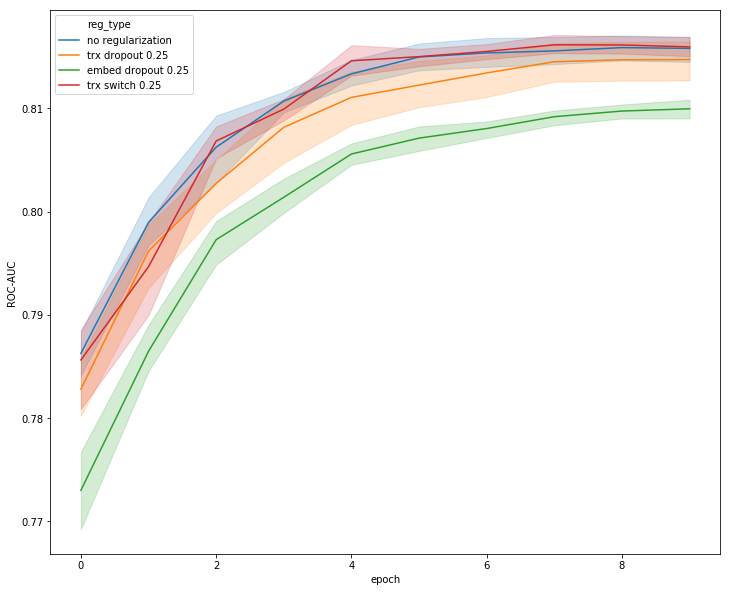 reg_type
no regularization
trx dropout 0.25
embed dropout 0.25
trx switch 0.25
ROC-AUC
0.81
0.80
0.79
0.78
0.77
0 2 4 6 8
epoch